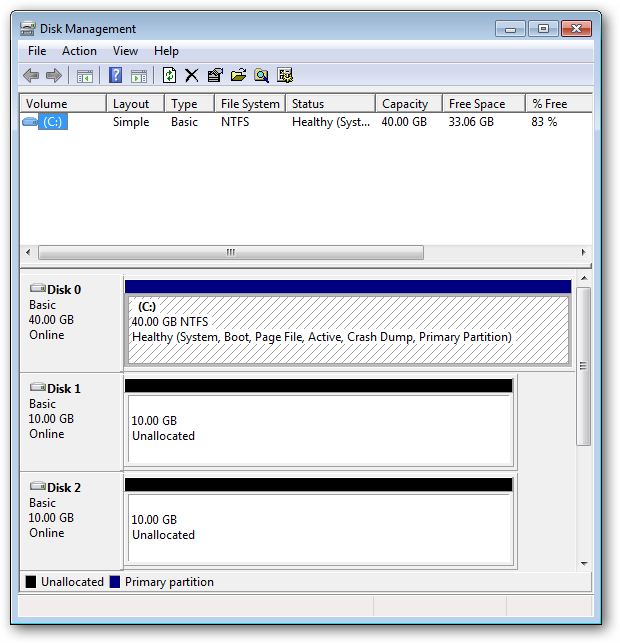 Disk Management
File Action View Help
Volume Layout Type File System Status Capacity Free Space % Free
(C:) Simple Basic NTFS Healthy (Syst... 40.00 GB 33.06 GB 83 %
Disk 0
Basic
40.00 GB
Online
(C:)
40.00 GB NTFS
Healthy (System, Boot, Page File, Active, Crash Dump, Primary Partition)
Disk 1
Basic
10.00 GB
Online
10.00 GB
Unallocated
Disk 2
Basic
10.00 GB
Online
10.00 GB
Unallocated
Unallocated Primary partition